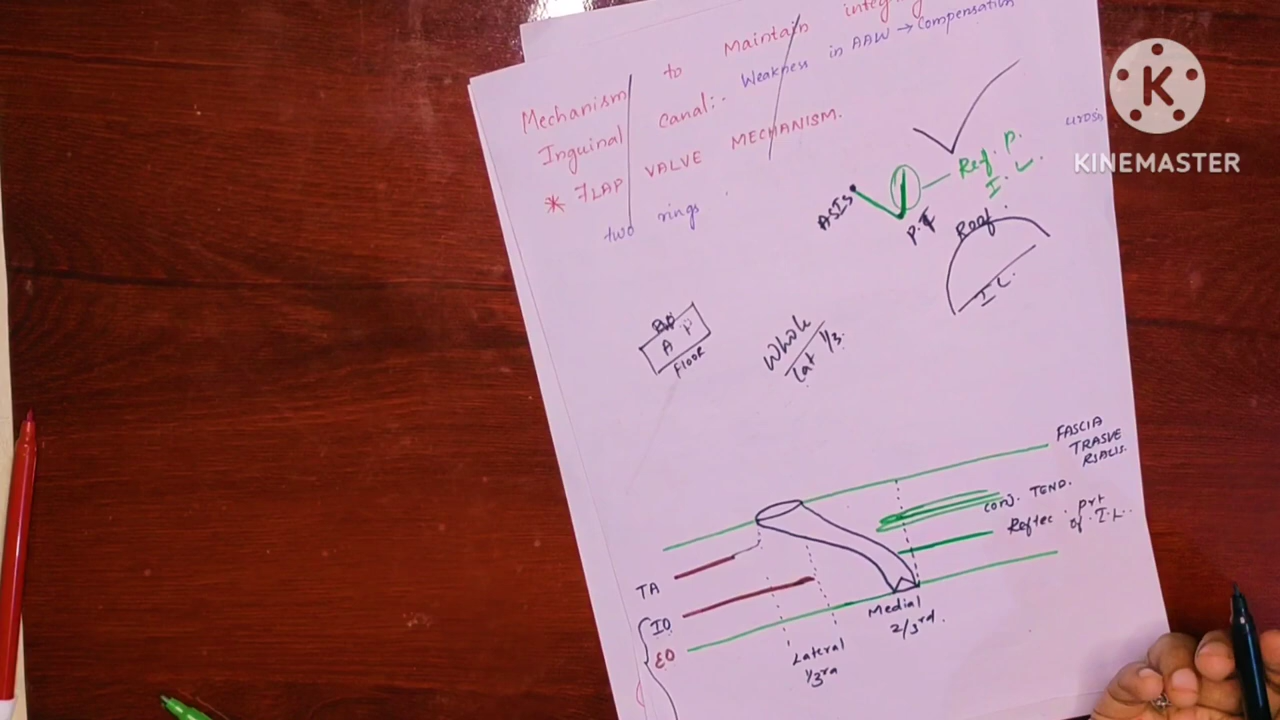 Mechanism to Maintain
Inguinal canal:- Weakness in AAW → Compensation
* FLAP VALVE MECHANISM.
two rings
K
KINEMASTER
Ref. P.
I. L.
ASIS
P.T
Roof
I L.
A P
FLOOR
Whole
Lat 1/3.
FASCIA
TRASVE
RSALIS.
conj. TEND.
Reflec. prt
of I.L.
TA
IO
EO
Medial
2/3rd.
Lateral
1/3rd